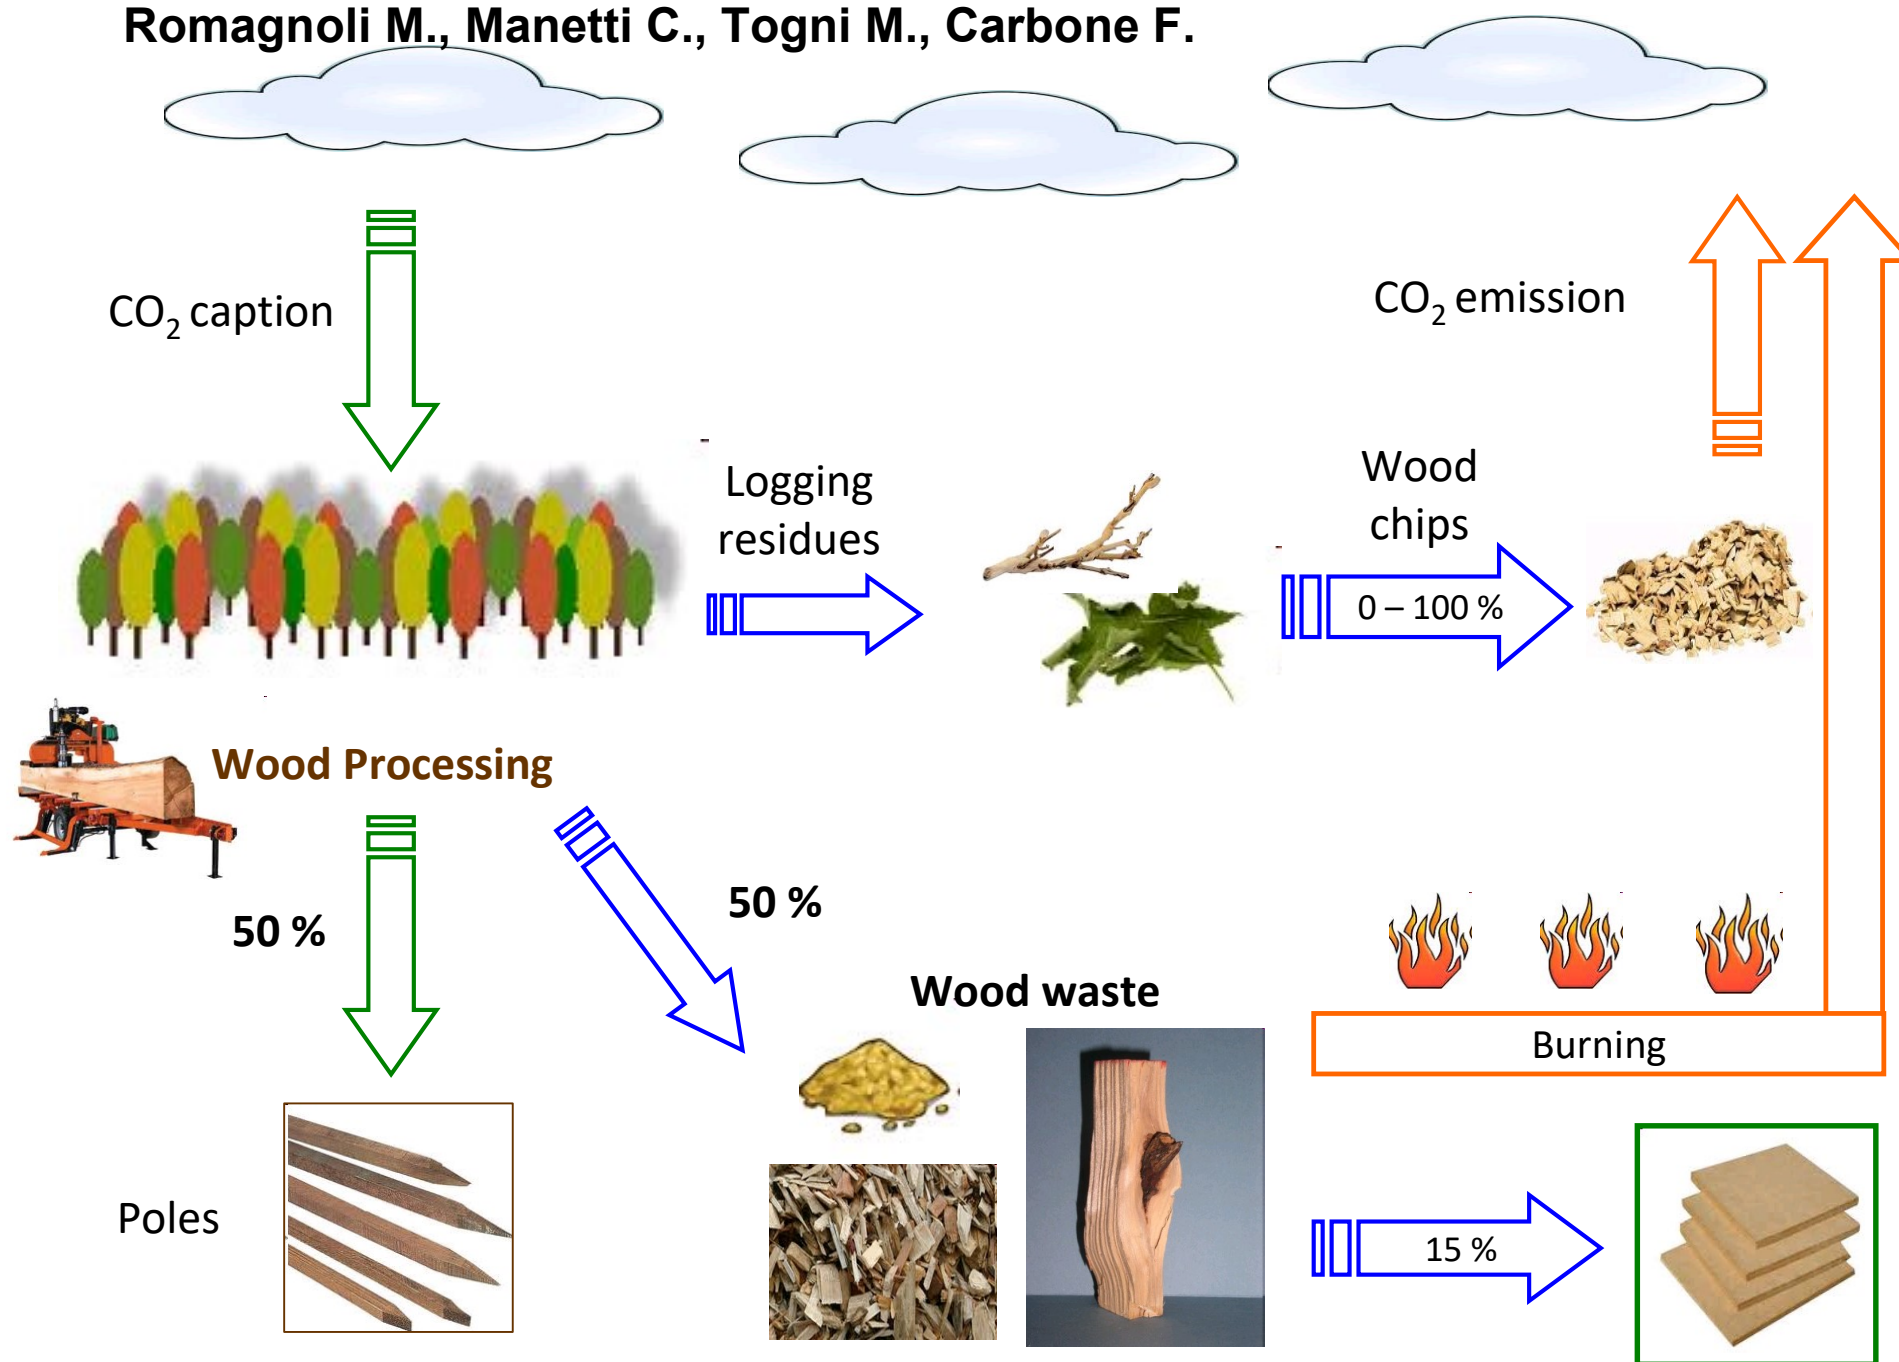 Romagnoli M., Manetti C., Togni M., Carbone F.
CO₂ caption
CO₂ emission
Logging
residues
Wood
chips
0 – 100 %
Wood Processing
50 %
50 %
Wood waste
Burning
Poles
15 %